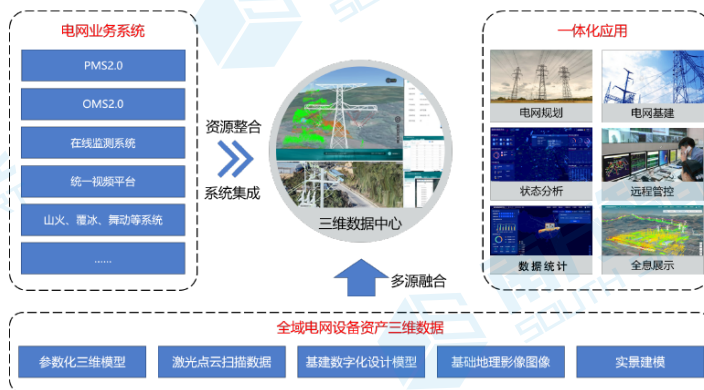 电网业务系统
PMS2.0
OMS2.0
在线监测系统
统一视频平台
山火、覆冰、舞动等系统
......
资源整合
系统集成
三维数据中心
多源融合
一体化应用
电网规划
电网基建
状态分析
远程管控
数据统计
全息展示
全域电网设备资产三维数据
参数化三维模型
激光点云扫描数据
基建数字化设计模型
基础地理影像图像
实景建模